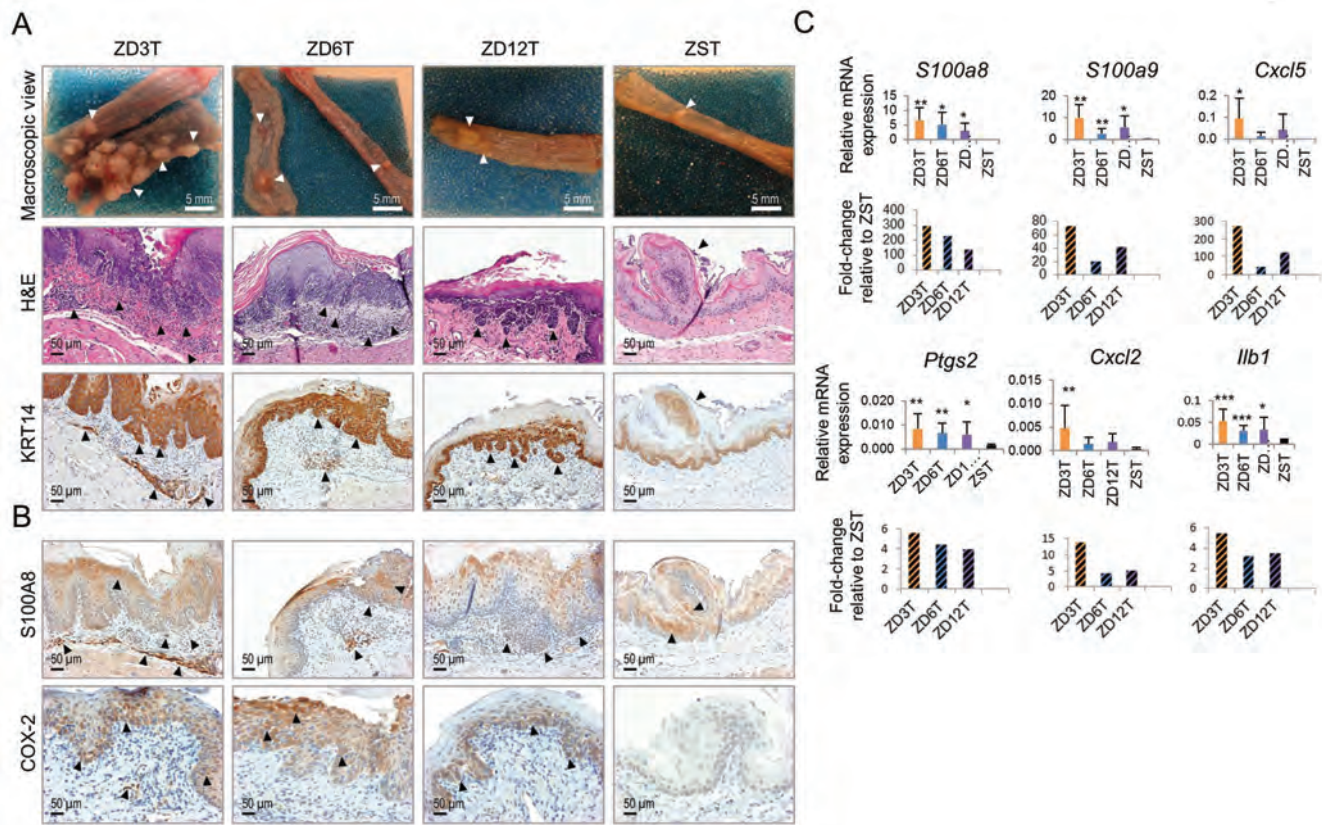 A
ZD3T ZD6T ZD12T ZST
Macroscopic view
5 mm 5 mm 5 mm 5 mm
H&E
50 µm 50 µm 50 µm 50 µm
KRT14
50 µm 50 µm 50 µm 50 µm
B
S100A8
50 µm 50 µm 50 µm 50 µm
COX-2
50 µm 50 µm 50 µm 50 µm
C
S100a8 S100a9 Cxcl5
Relative mRNA
expression
15.0 10.0 5.0 0.0
** * *
ZD3T ZD6T ZD... ZST
20 10 0
** ** *
ZD3T ZD6T ZD... ZST
0.2 0.1 0.0
*
ZD3T ZD6T ZD... ZST
Fold-change
relative to ZST
400 300 200 100 0
ZD3T ZD6T ZD12T
80 60 40 20 0
ZD3T ZD6T ZD12T
300 200 100 0
ZD3T ZD6T ZD12T
Ptgs2 Cxcl2 Ilb1
Relative mRNA
expression
0.020 0.010 0.000
** ** *
ZD3T ZD6T ZD1... ZST
0.015 0.010 0.005 0.000
**
ZD3T ZD6T ZD12T ZST
0.1 0.05 0
*** *** *
ZD3T ZD6T ZD... ZST
Fold-change
relative to ZST
6 4 2 0
ZD3T ZD6T ZD12T
15 10 5 0
ZD3T ZD6T ZD12T
6 4 2 0
ZD3T ZD6T ZD12T